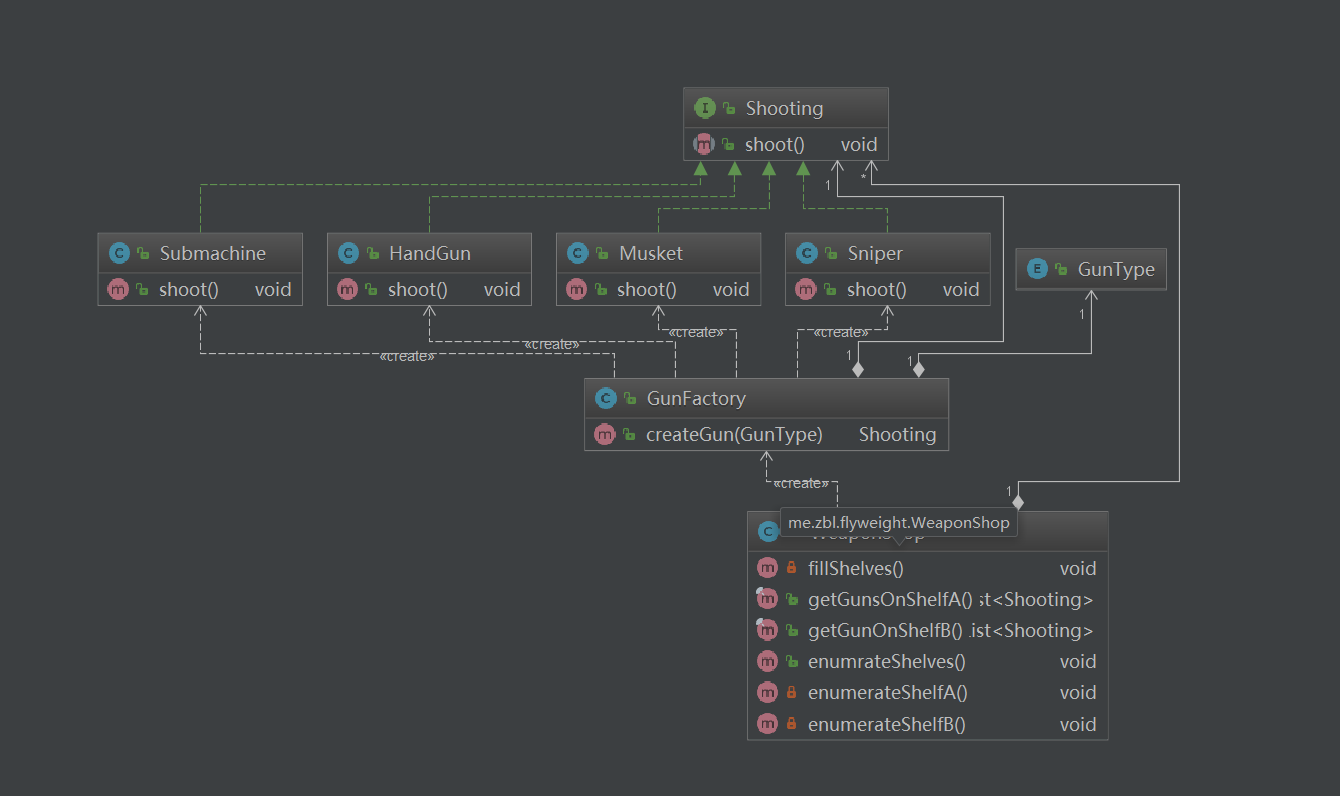 I Shooting
m shoot() void
1 *
C Submachine
m shoot() void
C HandGun
m shoot() void
C Musket
m shoot() void
C Sniper
m shoot() void
E GunType
1
«create»
«create»
«create»
«create»
1
1
C GunFactory
m createGun(GunType) Shooting
«create»
1
me.zbl.flyweight.WeaponShop
C WeaponShop
m fillShelves() void
m getGunsOnShelfA() st<Shooting>
m getGunOnShelfB() ist<Shooting>
m enumrateShelves() void
m enumerateShelfA() void
m enumerateShelfB() void